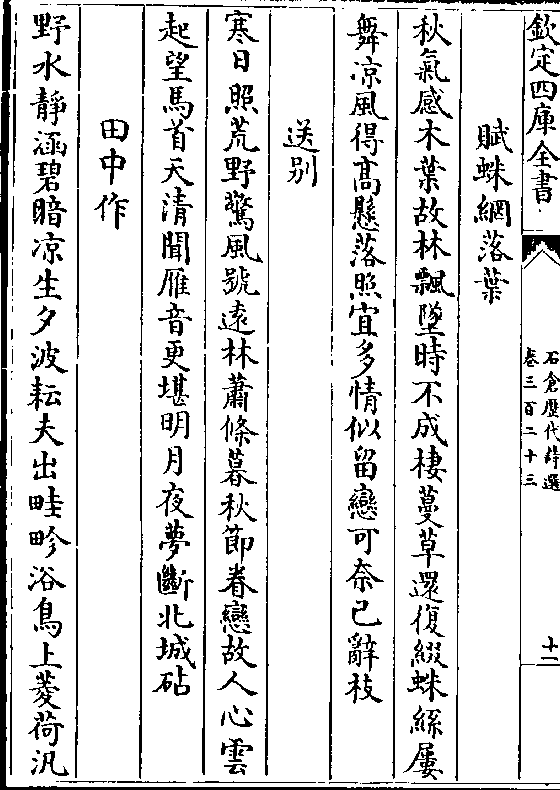 欽定四庫全書
石倉歷代詩選
卷三百二十三
十二
賦蛛網落葉
秋氣感木葉故林飄墜時不成棲蔓草還復綴蛛絲屢
舞凉風得高懸落照宜多情似留戀可奈已辭枝
送别
寒日照荒野驚風號遠林蕭條暮秋節眷戀故人心雲
起望馬首天清聞雁音更堪明月夜夢斷北城砧
田中作
野水靜涵碧暗凉生夕波耘夫出畦畛浴鳥上菱荷汎